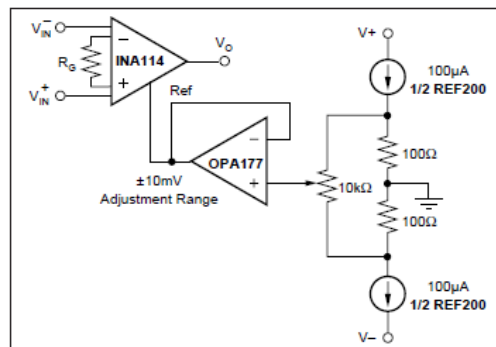 V−IN
RG
V+IN
−
+
INA114
VO
Ref
±10mV
Adjustment Range
−
OPA177
+
10kΩ
V+
100µA
1/2 REF200
100Ω
100Ω
100µA
1/2 REF200
V−